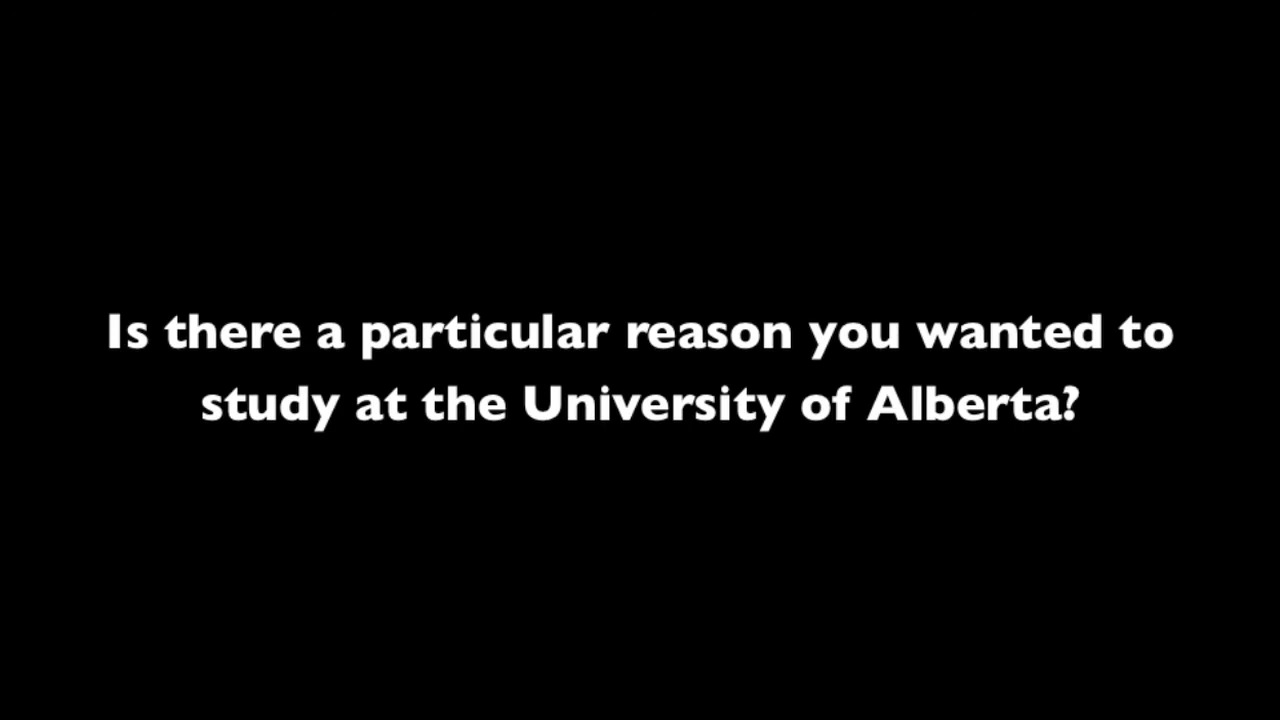 Is there a particular reason you wanted to
study at the University of Alberta?